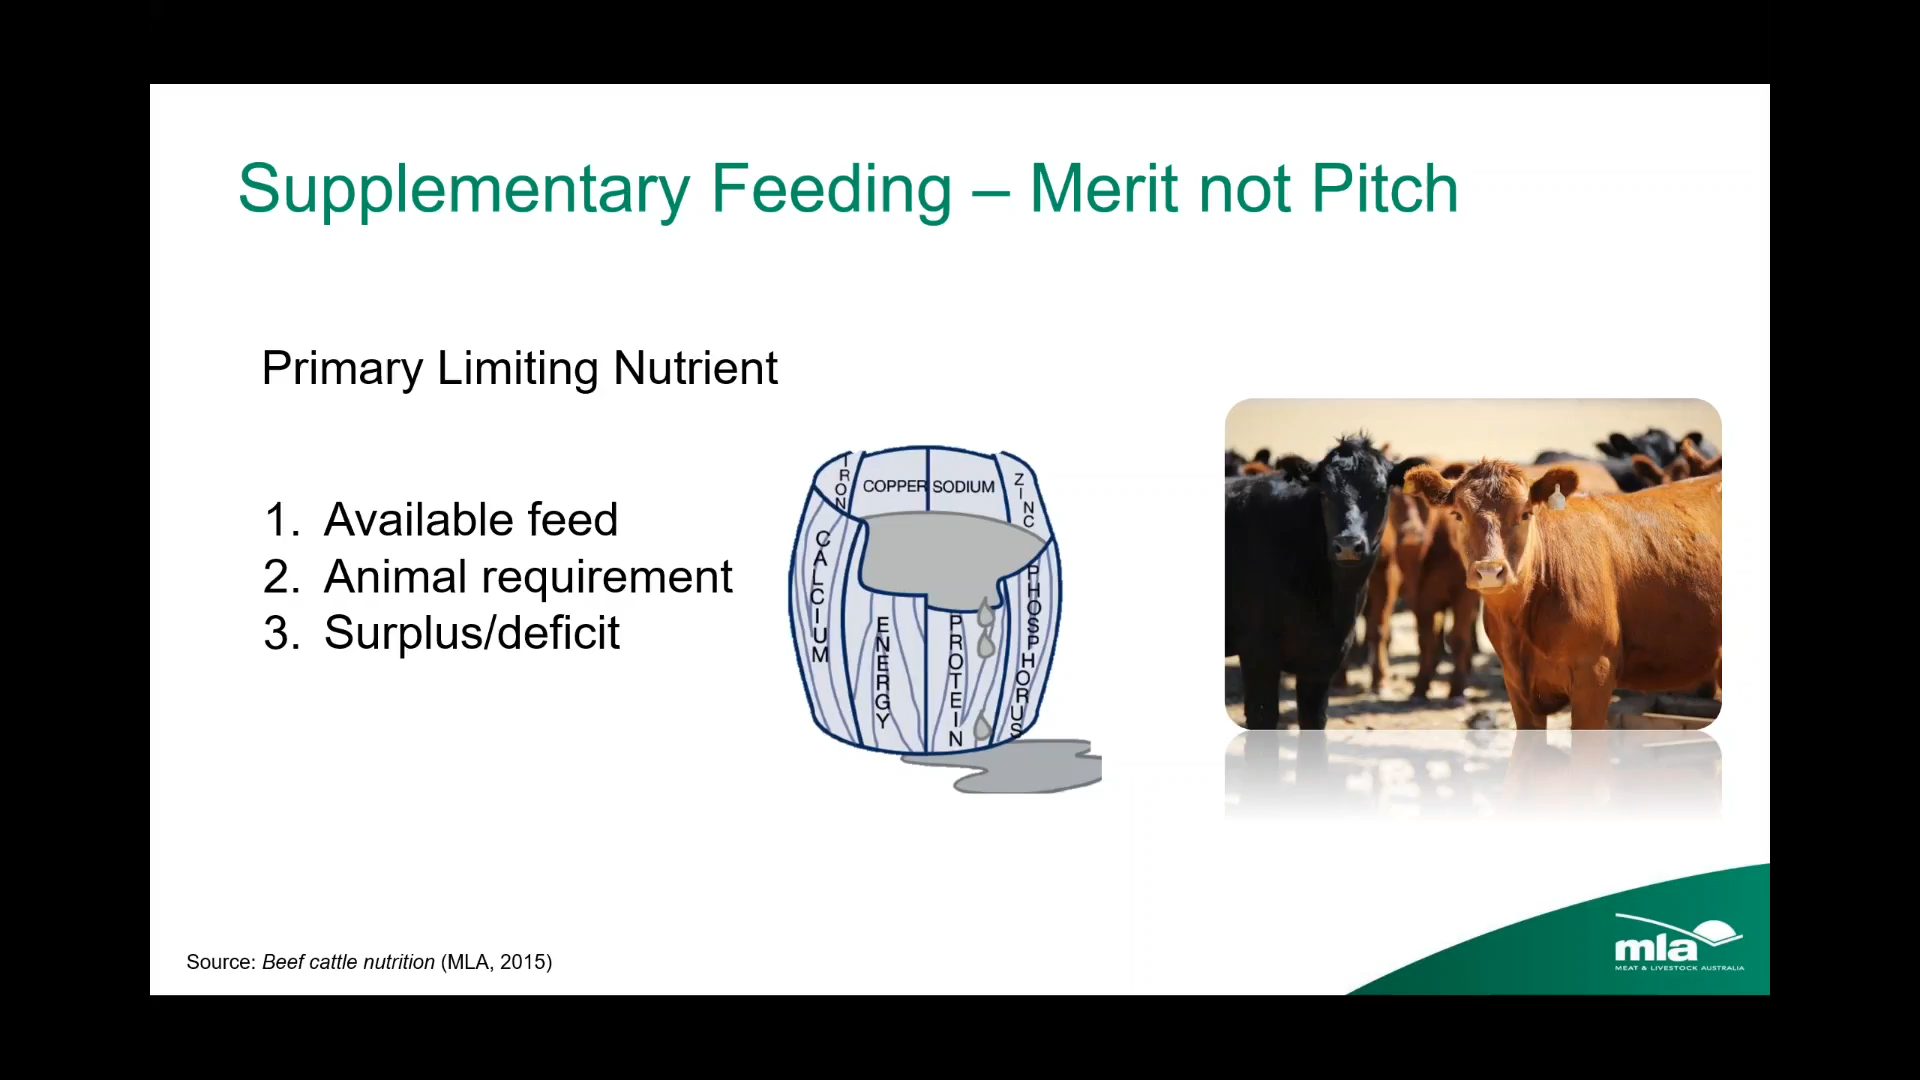 Supplementary Feeding – Merit not Pitch
Primary Limiting Nutrient
1. Available feed
2. Animal requirement
3. Surplus/deficit
IRON
COPPER
SODIUM
ZINC
CALCIUM
ENERGY
PROTEIN
PHOSPHORUS
Source: Beef cattle nutrition (MLA, 2015)
mla
MEAT & LIVESTOCK AUSTRALIA